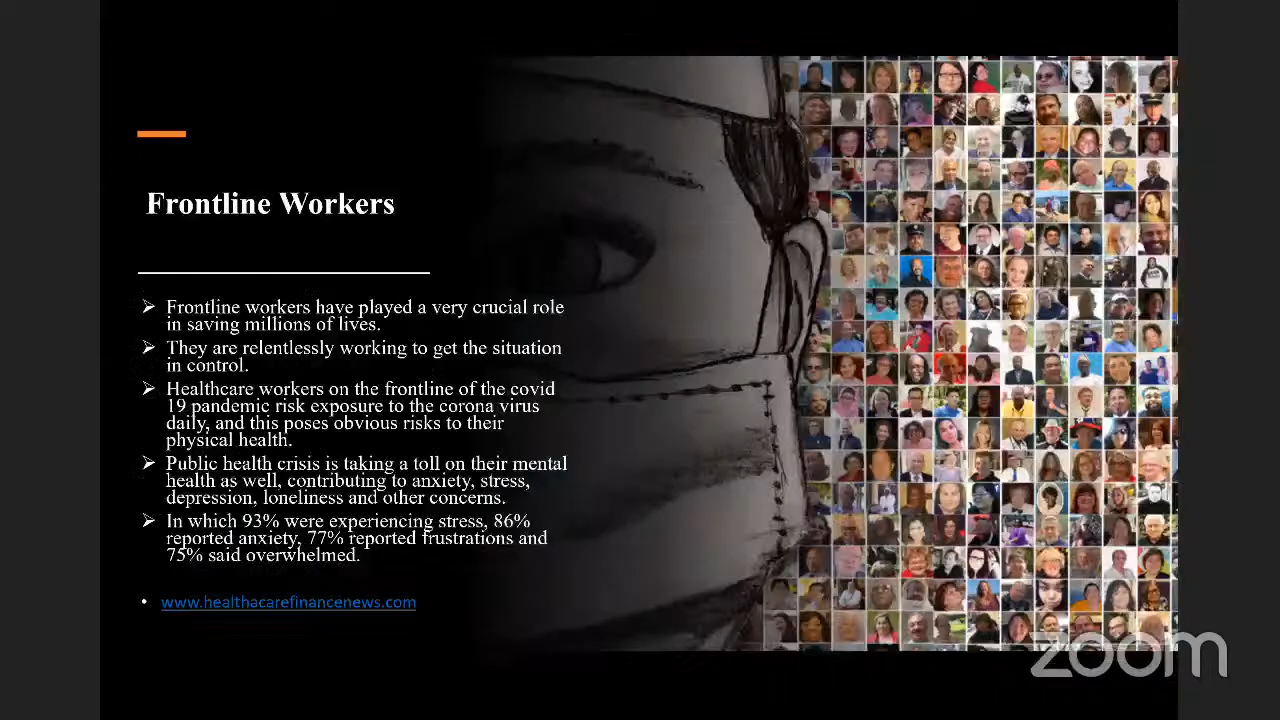 Frontline Workers
➢ Frontline workers have played a very crucial role
in saving millions of lives.
➢ They are relentlessly working to get the situation
in control.
➢ Healthcare workers on the frontline of the covid
19 pandemic risk exposure to the corona virus
daily, and this poses obvious risks to their
physical health.
➢ Public health crisis is taking a toll on their mental
health as well, contributing to anxiety, stress,
depression, loneliness and other concerns.
➢ In which 93% were experiencing stress, 86%
reported anxiety, 77% reported frustrations and
75% said overwhelmed.
• www.healthacarefinancenews.com
zoom